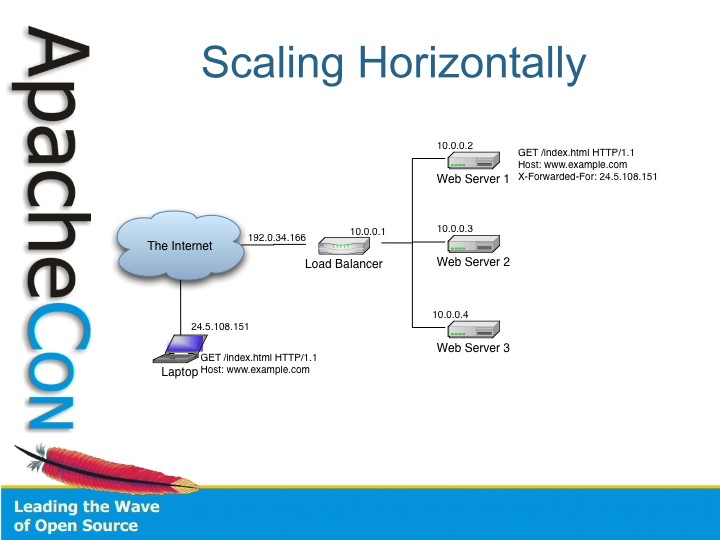 ApacheCon
Scaling Horizontally
10.0.0.2
GET /index.html HTTP/1.1
Host: www.example.com
X-Forwarded-For: 24.5.108.151
Web Server 1
The Internet
192.0.34.166
10.0.0.1
Load Balancer
10.0.0.3
Web Server 2
10.0.0.4
Web Server 3
24.5.108.151
GET /index.html HTTP/1.1
Host: www.example.com
Laptop
Leading the Wave
of Open Source